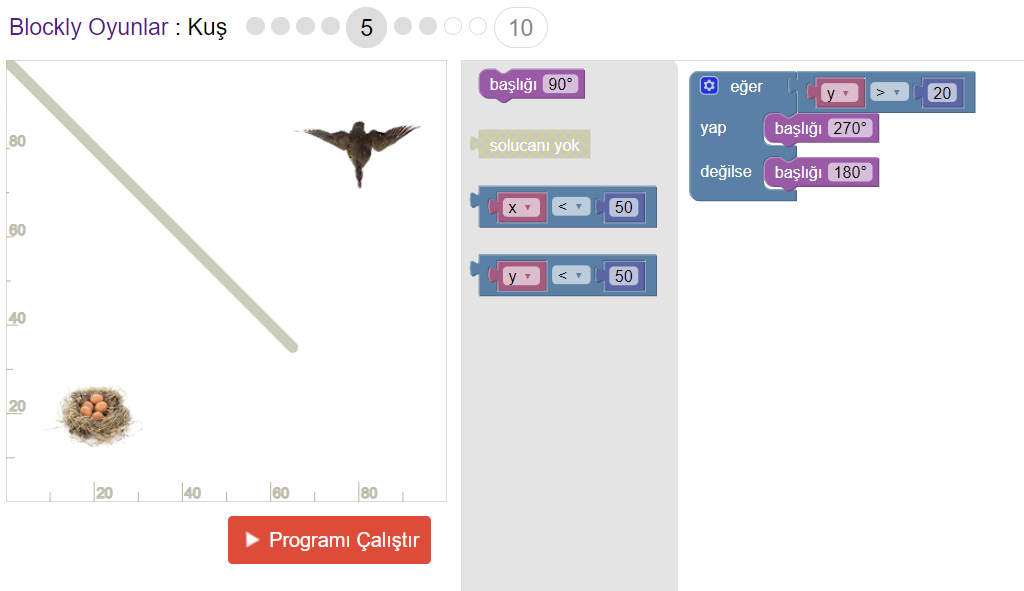 Blockly Oyunlar : Kuş 5 10
80
60
40
20
20 40 60 80
Programı Çalıştır
başlığı 90°
solucanı yok
x < 50
y < 50
eğer y > 20
yap başlığı 270°
değilse başlığı 180°